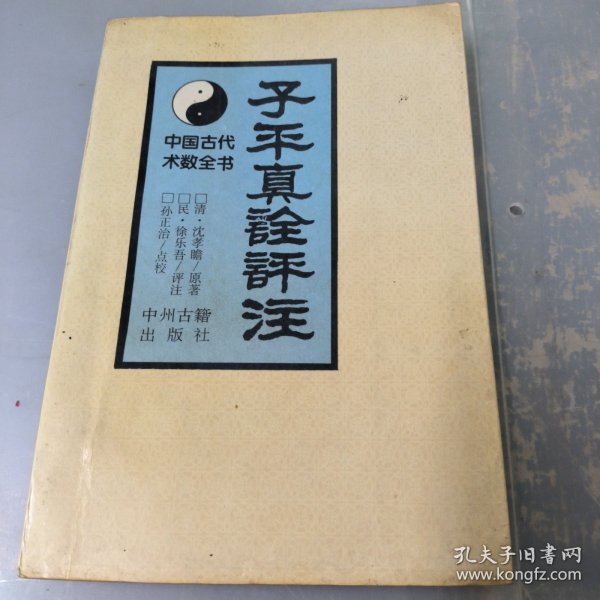 子平真詮評注
中国古代
术数全书
□清·沈孝瞻/原著
□民·徐乐吾/评注
□孙正治/点校
中州古籍
出版社
孔夫子旧书网
www.kongfz.com